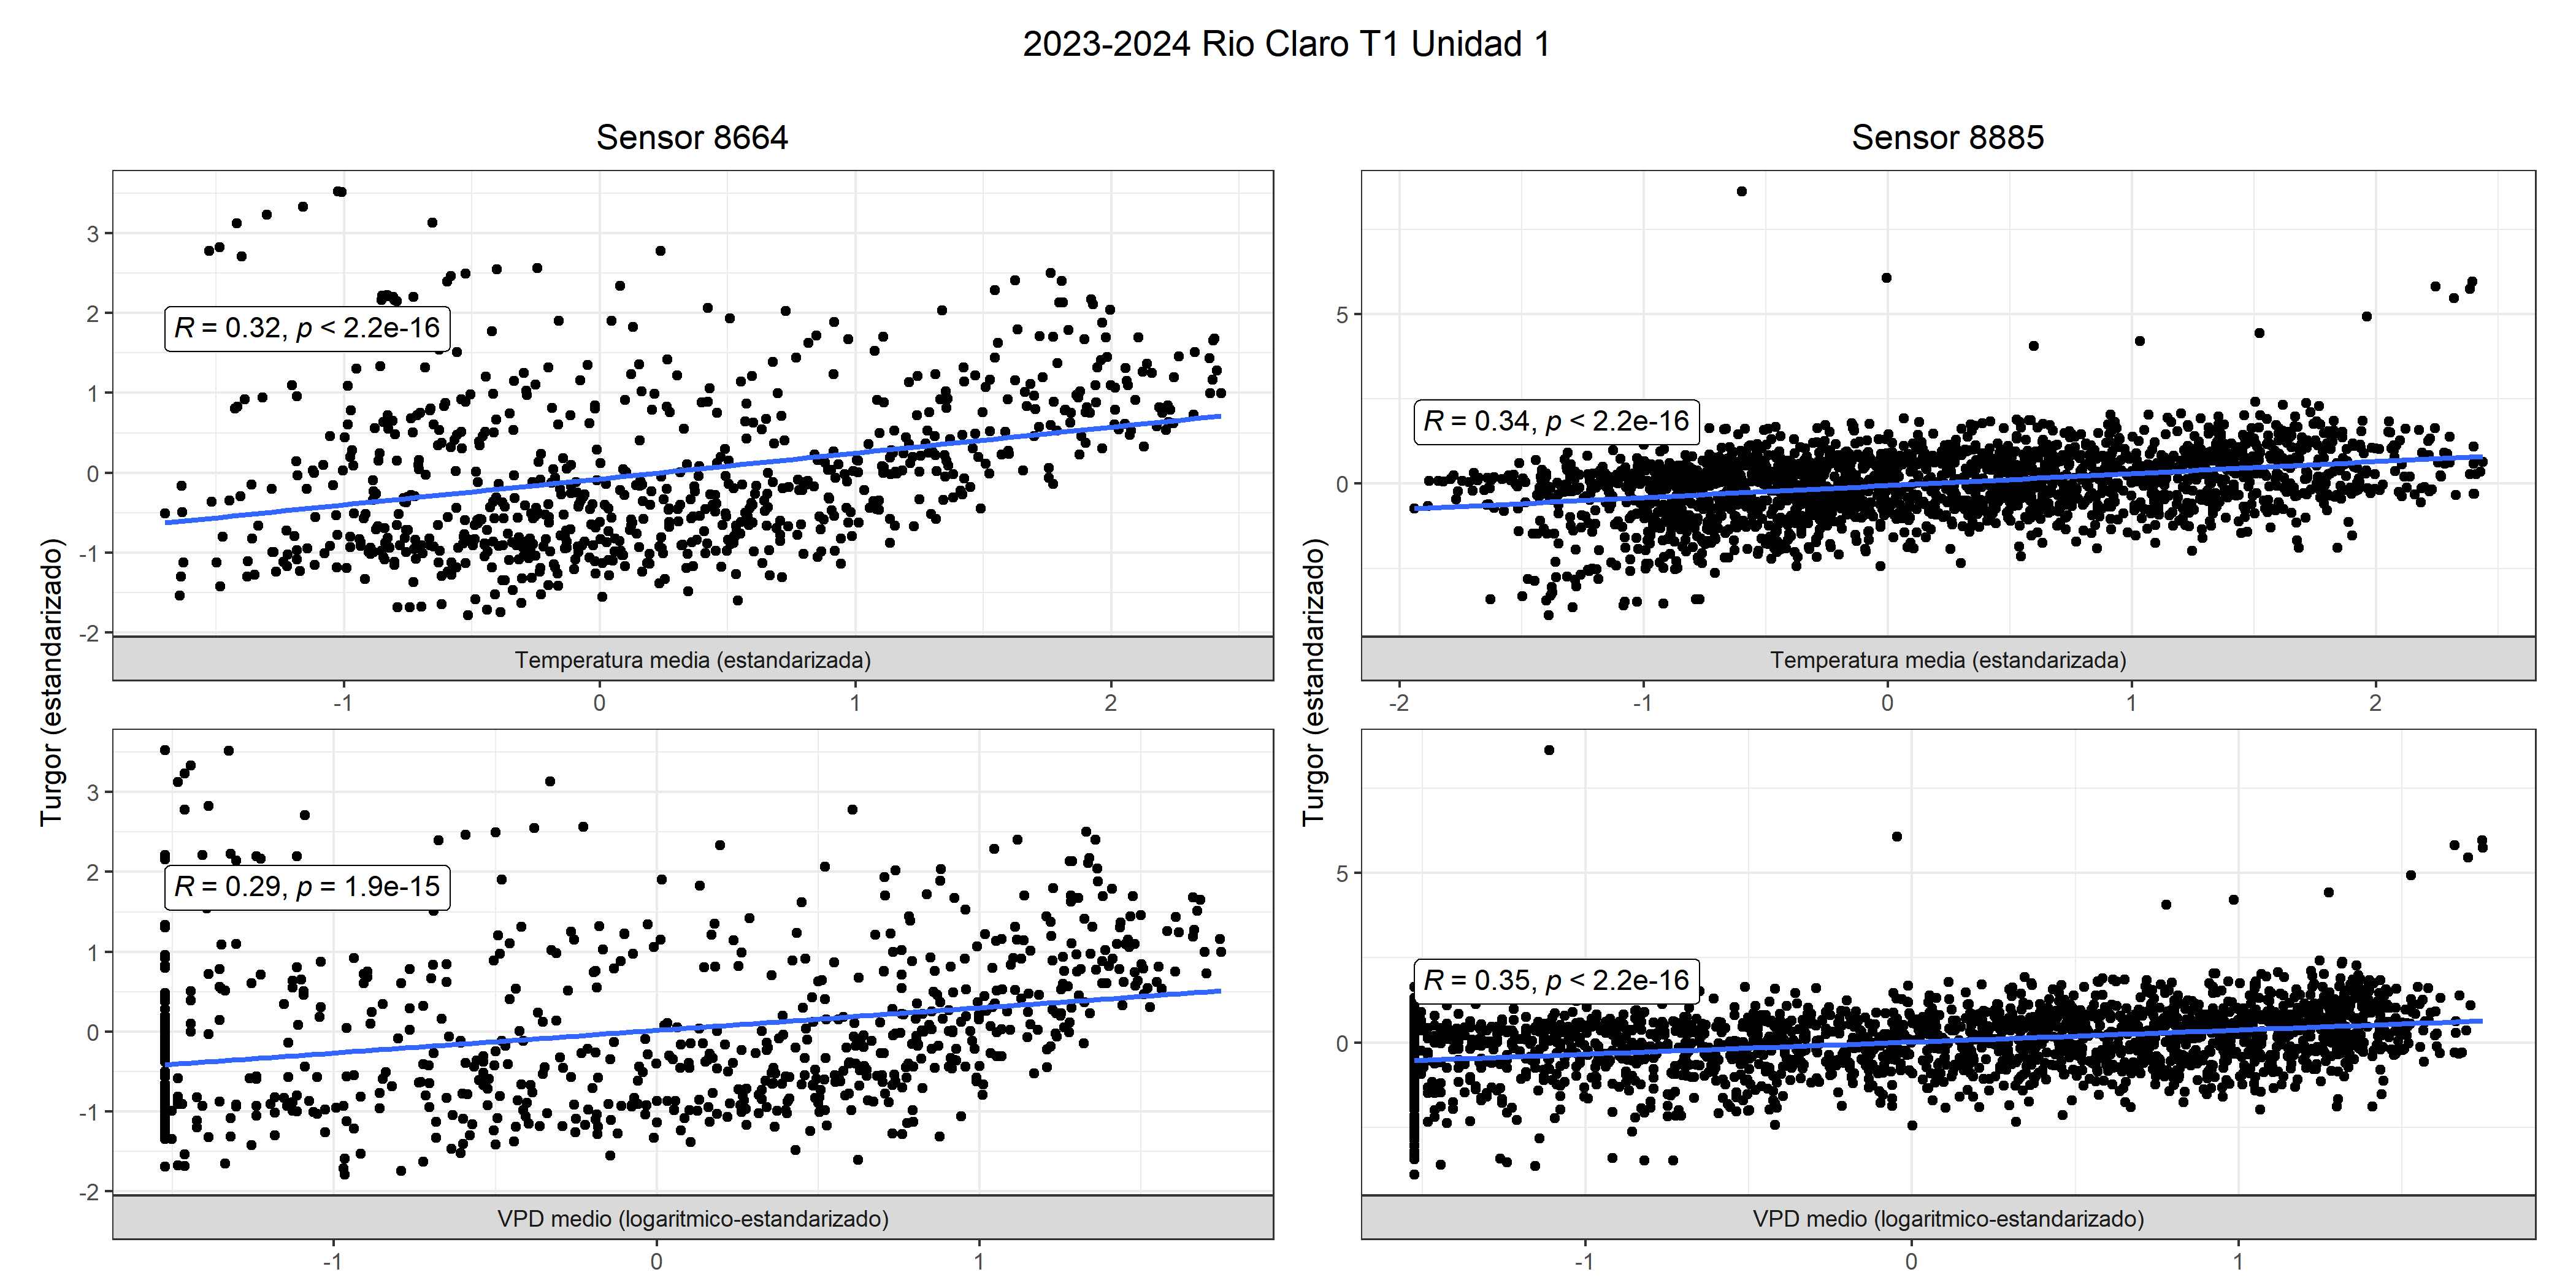 2023-2024 Rio Claro T1 Unidad 1
Sensor 8664
Turgor (estandarizado)
3
2
1
0
-1
-2
R = 0.32, p < 2.2e-16
Temperatura media (estandarizada)
-1 0 1 2
3
2
1
0
-1
-2
R = 0.29, p = 1.9e-15
VPD medio (logaritmico-estandarizado)
-1 0 1
Sensor 8885
Turgor (estandarizado)
5
0
R = 0.34, p < 2.2e-16
Temperatura media (estandarizada)
-2 -1 0 1 2
5
0
R = 0.35, p < 2.2e-16
VPD medio (logaritmico-estandarizado)
-1 0 1